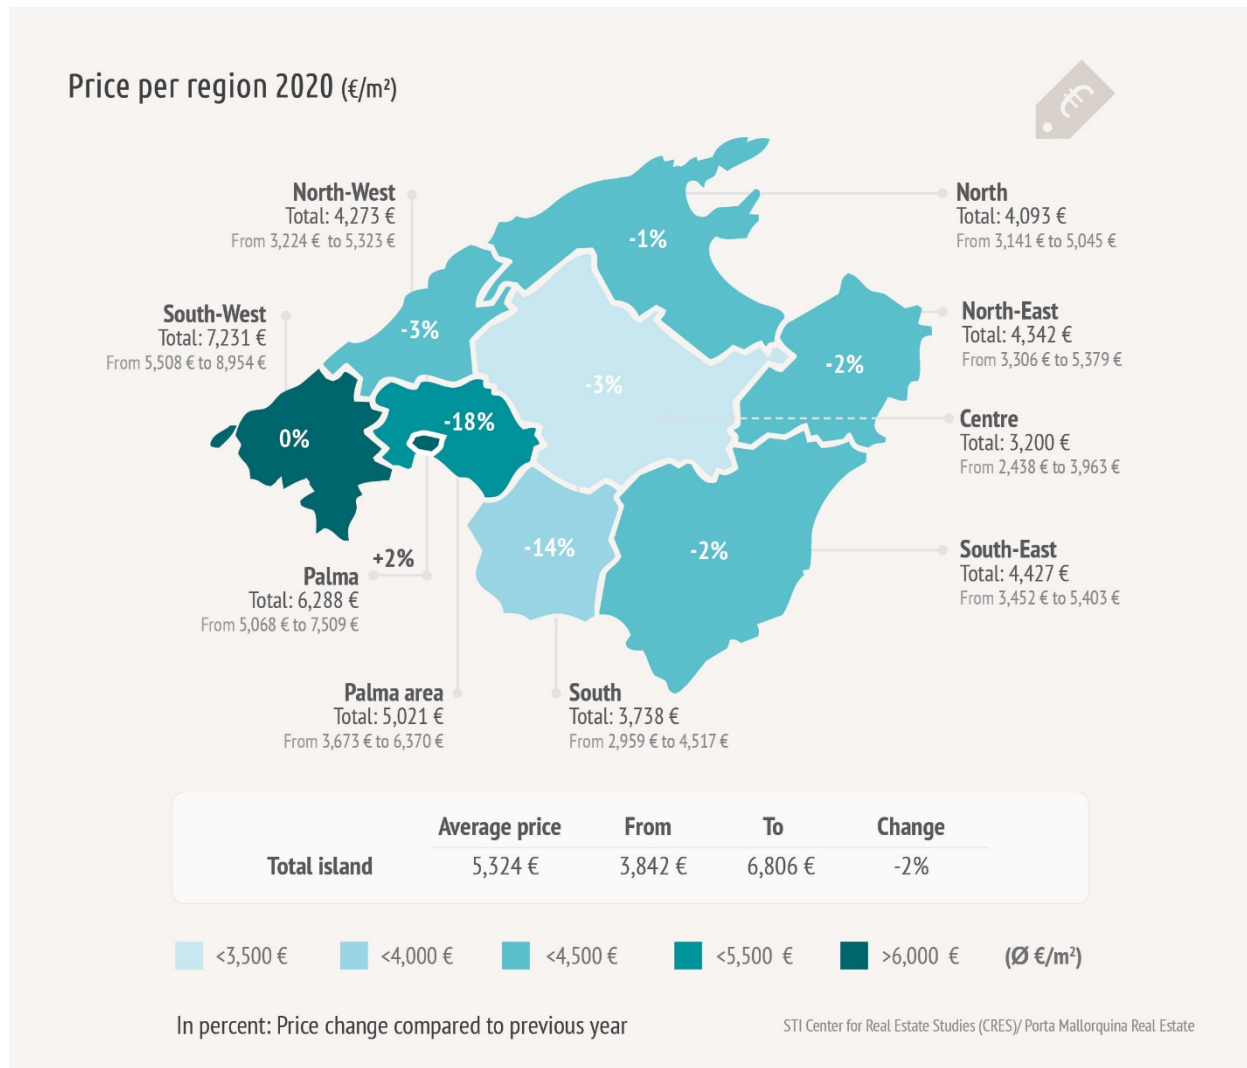 Price per region 2020 (€/m²)
€
North-West
Total: 4,273 €
From 3,224 € to 5,323 €
North
Total: 4,093 €
From 3,141 € to 5,045 €
-1%
South-West
Total: 7,231 €
From 5,508 € to 8,954 €
North-East
Total: 4,342 €
From 3,306 € to 5,379 €
-3%
-2%
-3%
Centre
Total: 3,200 €
From 2,438 € to 3,963 €
0%
-18%
South-East
Total: 4,427 €
From 3,452 € to 5,403 €
-14%
-2%
+2%
Palma
Total: 6,288 €
From 5,068 € to 7,509 €
Palma area
Total: 5,021 €
From 3,673 € to 6,370 €
South
Total: 3,738 €
From 2,959 € to 4,517 €
Average price From To Change
Total island 5,324 € 3,842 € 6,806 € -2%
<3,500 € <4,000 € <4,500 € <5,500 € >6,000 € (Ø €/m²)
In percent: Price change compared to previous year
STI Center for Real Estate Studies (CRES)/ Porta Mallorquina Real Estate